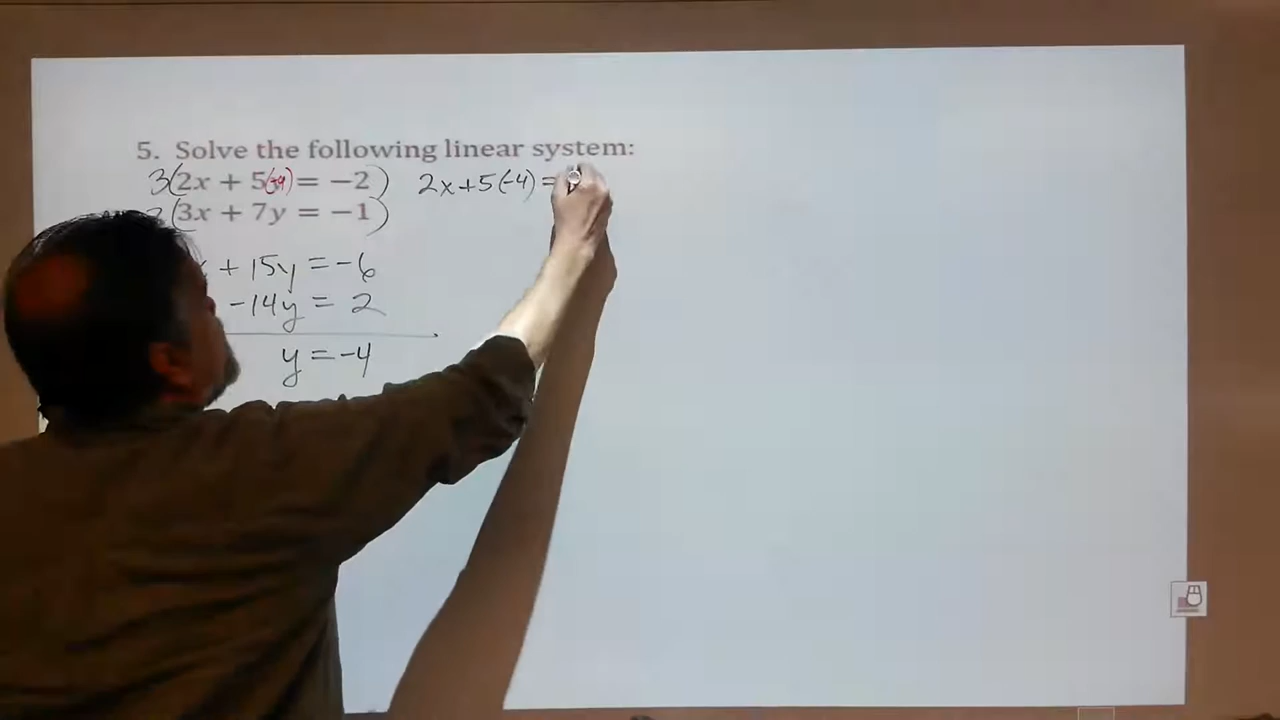 5. Solve the following linear system:
3(2x + 5(-4) = -2) 2x + 5(-4) =
(3x + 7y = -1)
+ 15y = -6
-14y = 2
y = -4